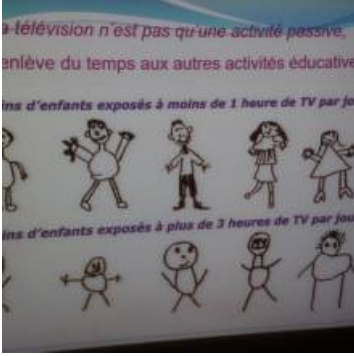 a télévision n'est pas qu'une activité passive,
enlève du temps aux autres activités éducative
ins d'enfants exposés à moins de 1 heure de TV par jo
ins d'enfants exposés à plus de 3 heures de TV par jou